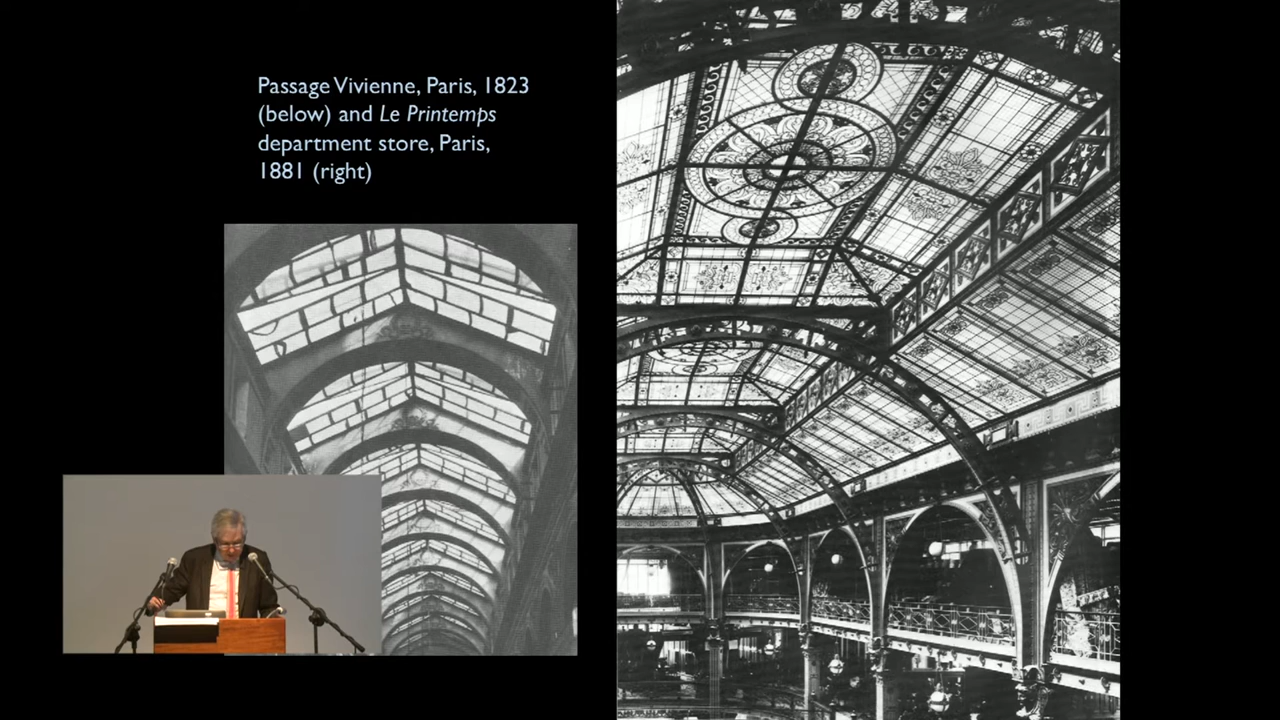 Passage Vivienne, Paris, 1823
(below) and Le Printemps
department store, Paris,
1881 (right)